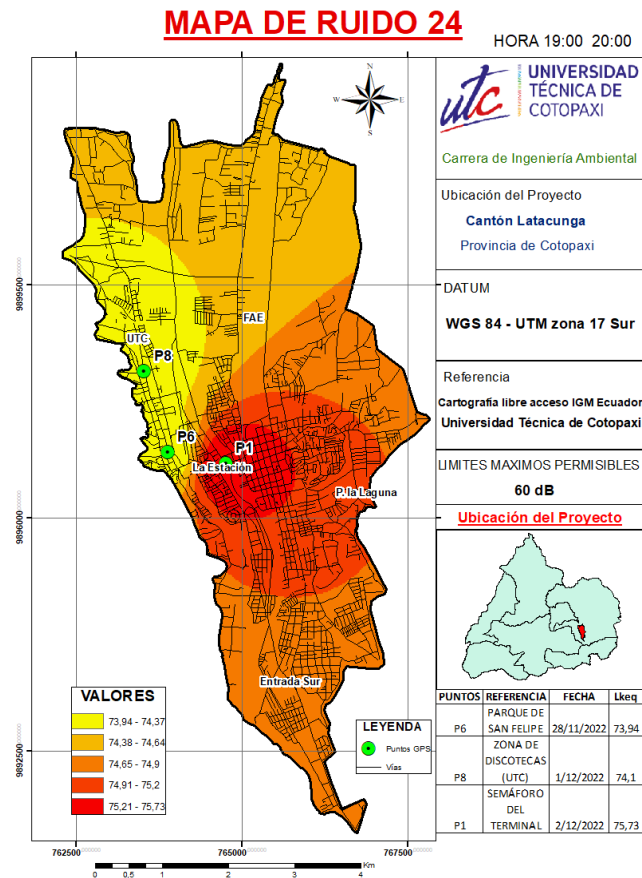 MAPA DE RUIDO 24
HORA 19:00 20:00
N
W
E
S
utc
UNIVERSIDAD
TÉCNICA DE
COTOPAXI
Carrera de Ingeniería Ambiental
Ubicación del Proyecto
Cantón Latacunga
Provincia de Cotopaxi
DATUM
WGS 84 - UTM zona 17 Sur
Referencia
Cartografía libre acceso IGM Ecuador
Universidad Técnica de Cotopaxi
LIMITES MAXIMOS PERMISIBLES
60 dB
Ubicación del Proyecto
PUNTOS REFERENCIA FECHA Lkeq
P6 PARQUE DE SAN FELIPE 28/11/2022 73,94
P8 ZONA DE DISCOTECAS (UTC) 1/12/2022 74,1
P1 SEMÁFORO DEL TERMINAL 2/12/2022 75,73
9899500
9896000
9892500
FAE
UTC
P8
P6
P1
La Estación
P. la Laguna
Entrada Sur
VALORES
73,94 - 74,37
74,38 - 74,64
74,65 - 74,9
74,91 - 75,2
75,21 - 75,73
LEYENDA
Puntos GPS
Vías
762500
765000
767500
0 0,5 1 2 3 4
Km